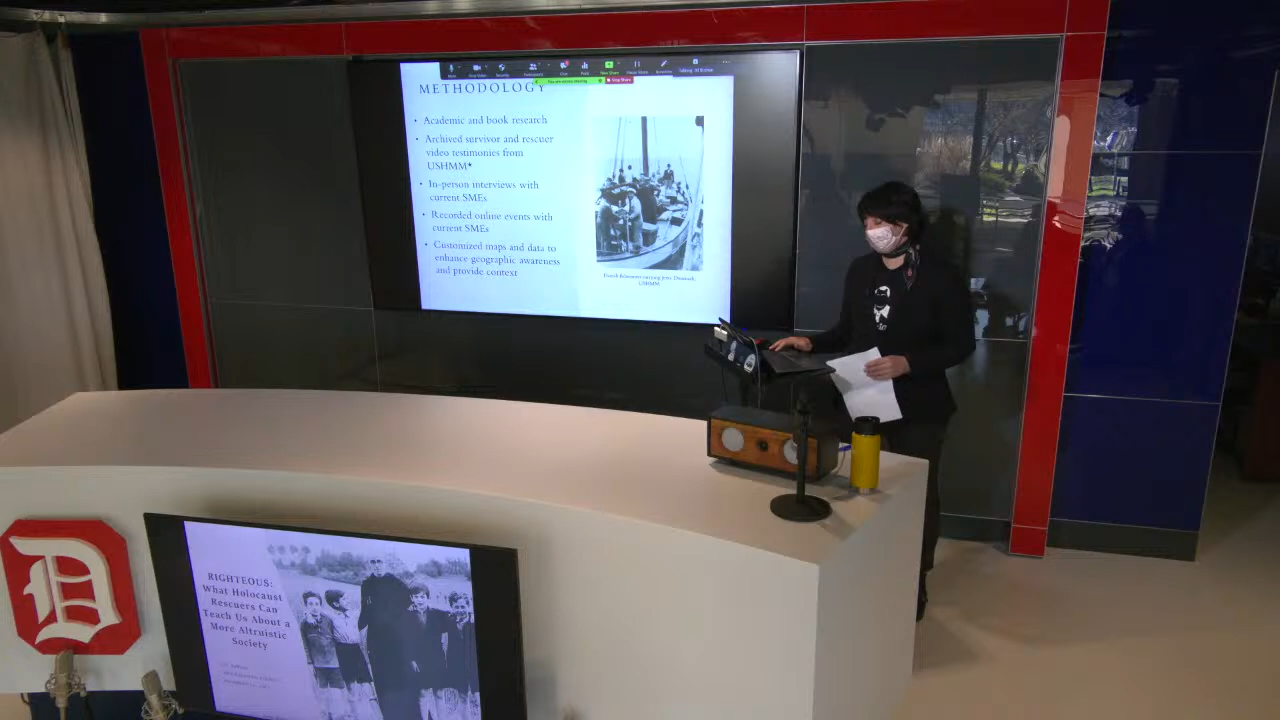 METHODOLOGY
• Academic and book research
• Archived survivor and rescuer
video testimonies from
USHMM*
• In-person interviews with
current SMEs
• Recorded online events with
current SMEs
• Customized maps and data to
enhance geographic awareness
and provide context
USHMM
D
RIGHTEOUS:
What Holocaust
Rescuers Can
Teach Us About a
More Altruistic
Society